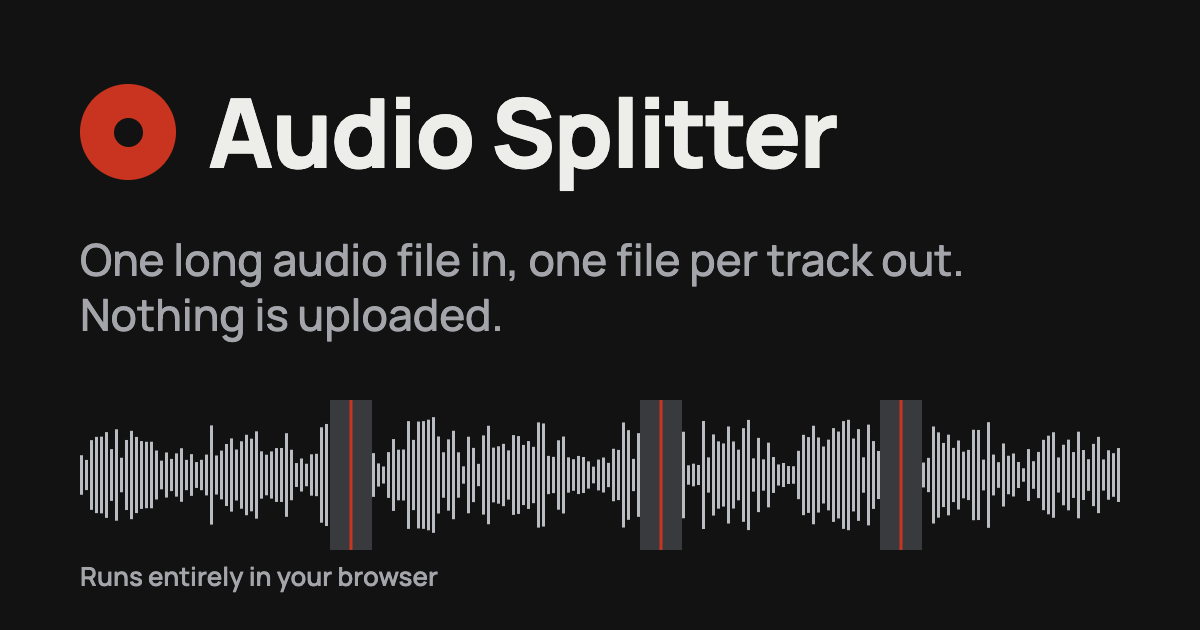 Audio Splitter
One long audio file in, one file per track out.
Nothing is uploaded.
Runs entirely in your browser